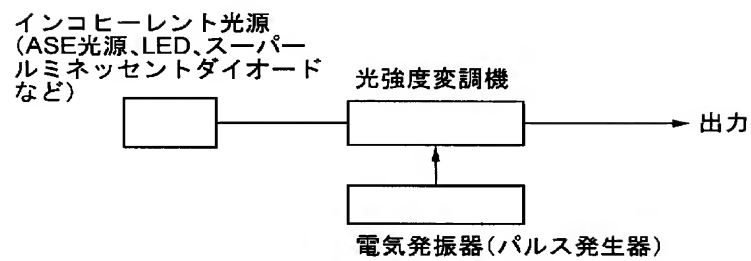 インコヒーレント光源
(ASE光源、LED、スーパー
ルミネッセントダイオード
など)
光強度変調機
出力
電気発振器(パルス発生器)